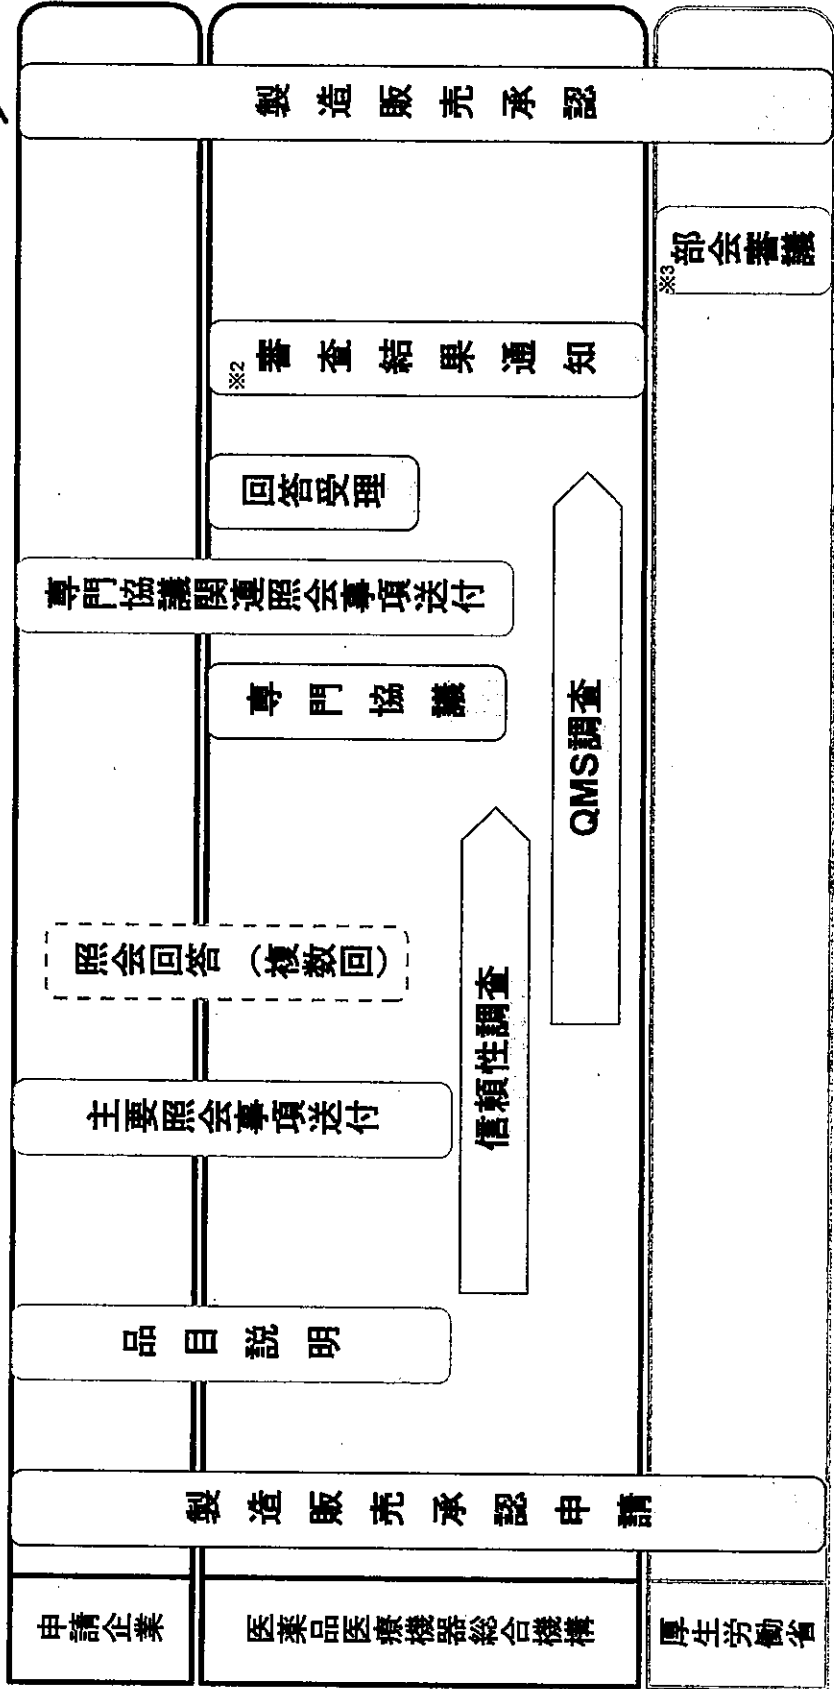 申請企業
医薬品医療機器総合機構
厚生労働省
製造販売承認申請
品目説明
主要照会事項送付
信頼性調査
照会回答（複数回）
QMS調査
専門協議
専門協議関連照会事項送付
回答受理
※2
審査結果通知
※3
部会審議
製造販売承認